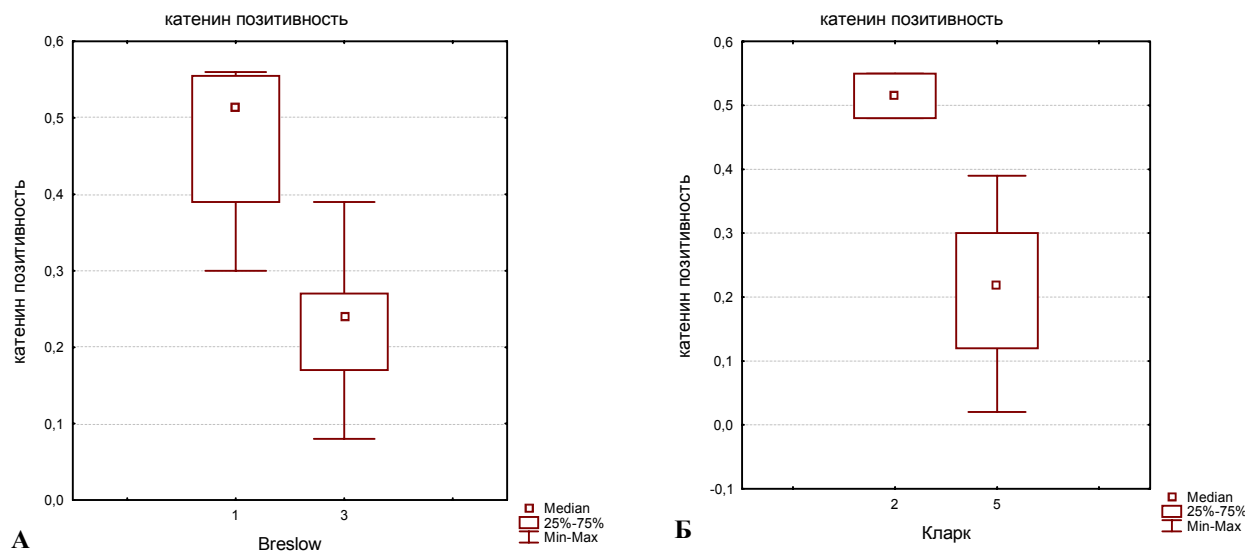 катенин позитивность
0,6
0,5
0,4
0,3
0,2
0,1
0,0
катенин позитивность
1 3
Breslow
Median
25%-75%
Min-Max
А
катенин позитивность
0,6
0,5
0,4
0,3
0,2
0,1
0,0
-0,1
катенин позитивность
2 5
Кларк
Median
25%-75%
Min-Max
Б